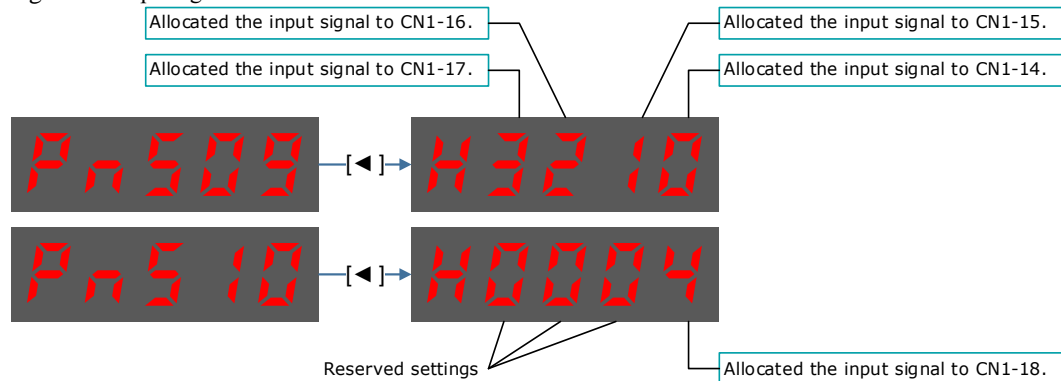 Allocated the input signal to CN1-16.
Allocated the input signal to CN1-15.
Allocated the input signal to CN1-17.
Allocated the input signal to CN1-14.
Pn509 [◄] H3210
Pn510 [◄] H0004
Reserved settings
Allocated the input signal to CN1-18.